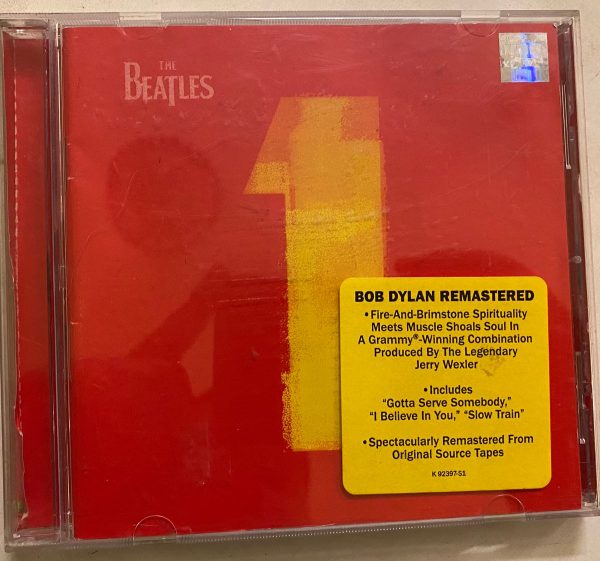 THE
BEATLES
1
BOB DYLAN REMASTERED
•Fire-And-Brimstone Spirituality
Meets Muscle Shoals Soul In
A Grammy®-Winning Combination
Produced By The Legendary
Jerry Wexler
•Includes
“Gotta Serve Somebody,”
“I Believe In You,” “Slow Train”
•Spectacularly Remastered From
Original Source Tapes
K 92397-S1